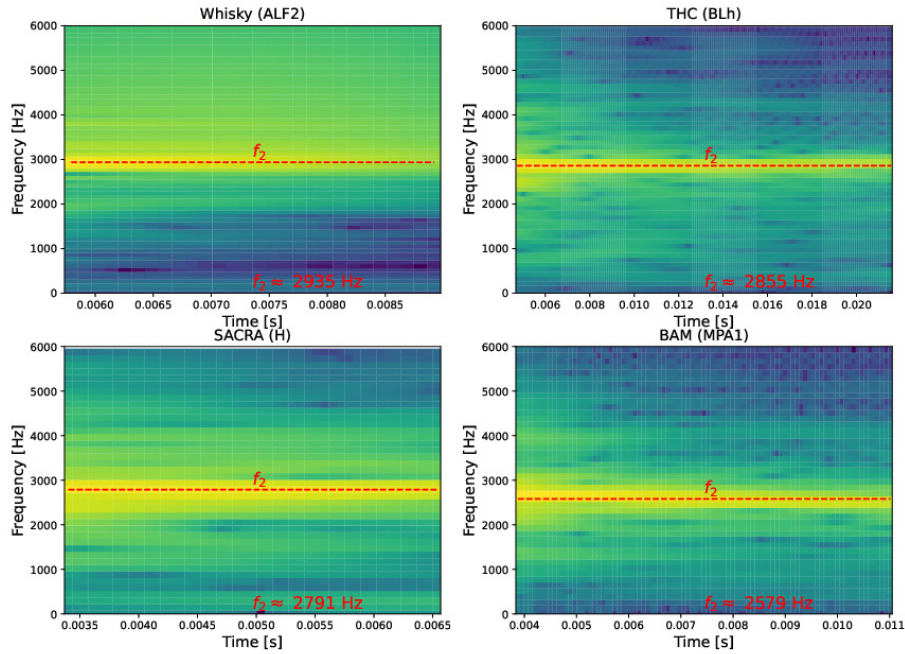 Whisky (ALF2)
6000
5000
4000
3000
2000
1000
0
Frequency [Hz]
f2
f2 ≈ 2935 Hz
0.0060 0.0065 0.0070 0.0075 0.0080 0.0085
Time [s]
THC (BLh)
6000
5000
4000
3000
2000
1000
0
Frequency [Hz]
f2
f2 ≈ 2855 Hz
0.006 0.008 0.010 0.012 0.014 0.016 0.018 0.020
Time [s]
SACRA (H)
6000
5000
4000
3000
2000
1000
0
Frequency [Hz]
f2
f2 ≈ 2791 Hz
0.0035 0.0040 0.0045 0.0050 0.0055 0.0060 0.0065
Time [s]
BAM (MPA1)
6000
5000
4000
3000
2000
1000
0
Frequency [Hz]
f2
f2 ≈ 2579 Hz
0.004 0.005 0.006 0.007 0.008 0.009 0.010 0.011
Time [s]